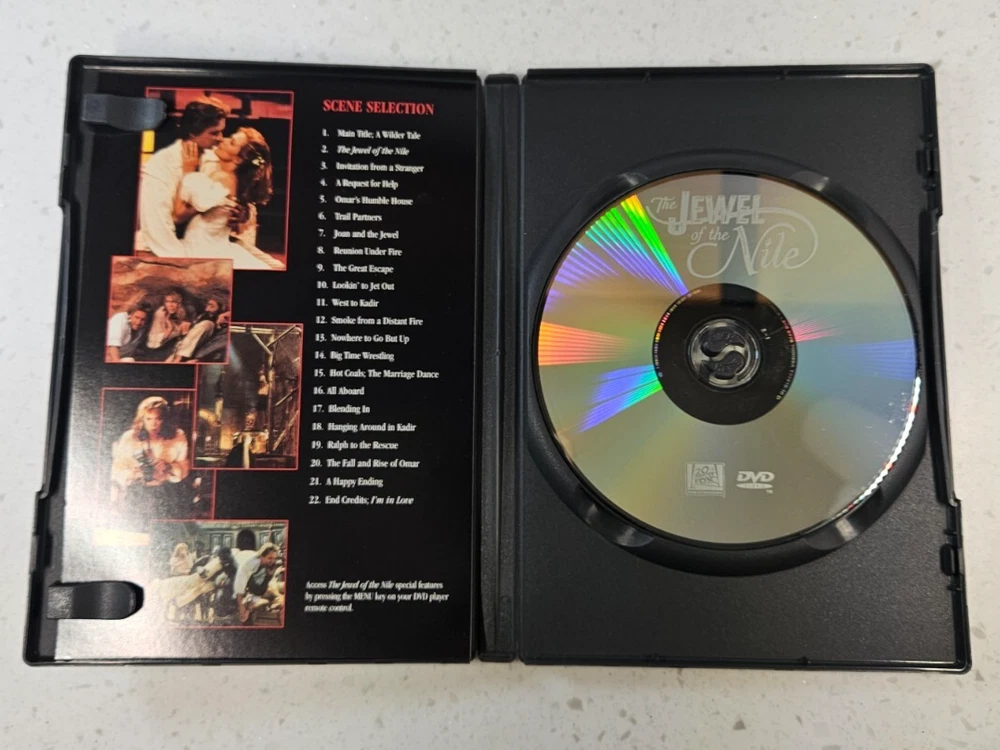 SCENE SELECTION
1. Main Title; A Wilder Tale
2. The Jewel of the Nile
3. Invitation from a Stranger
4. A Request for Help
5. Omar's Humble House
6. Trail Partners
7. Joan and the Jewel
8. Reunion Under Fire
9. The Great Escape
10. Lookin' to Jet Out
11. West to Kadir
12. Smoke from a Distant Fire
13. Nowhere to Go But Up
14. Big Time Wrestling
15. Hot Goals; The Marriage Dance
16. All Aboard
17. Blending In
18. Hanging Around in Kadir
19. Ralph to the Rescue
20. The Fall and Rise of Omar
21. A Happy Ending
22. End Credits; I'm in Love
Access The Jewel of the Nile special features
by pressing the MENU key on your DVD player
remote control.
The JEWEL
of the Nile
DVD
VIDEO